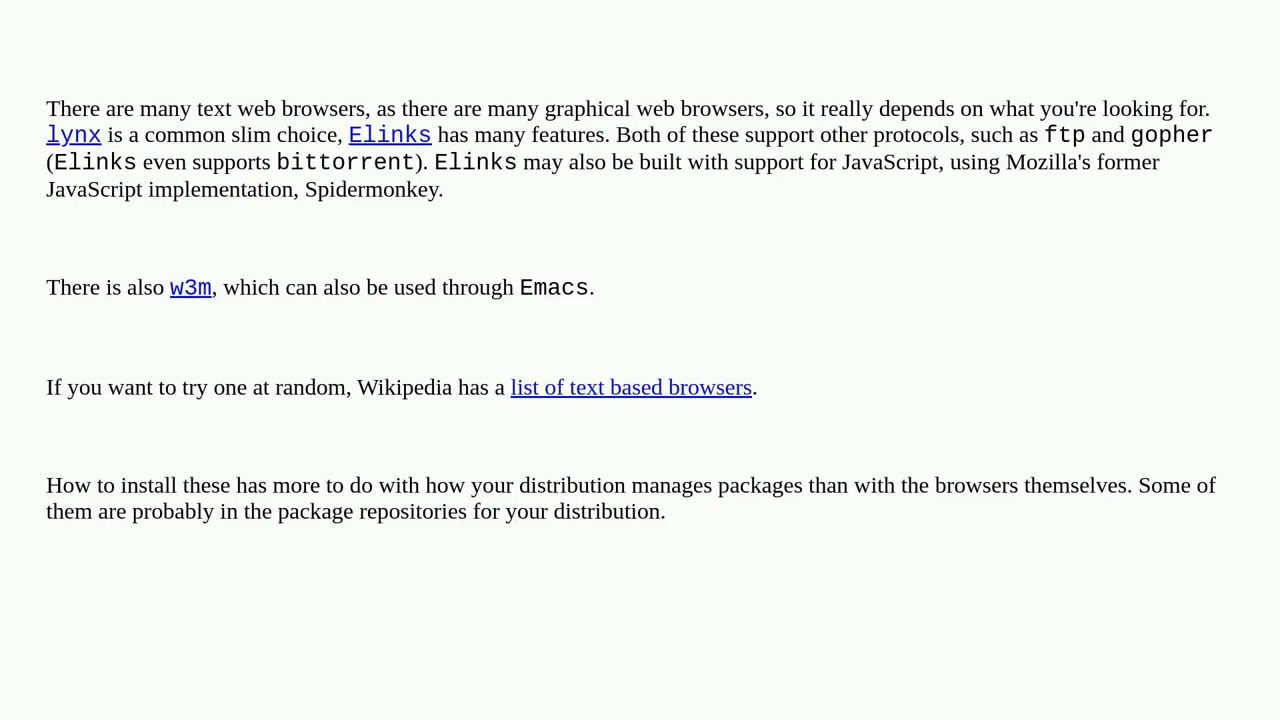 There are many text web browsers, as there are many graphical web browsers, so it really depends on what you're looking for.
lynx is a common slim choice, Elinks has many features. Both of these support other protocols, such as ftp and gopher
(Elinks even supports bittorrent). Elinks may also be built with support for JavaScript, using Mozilla's former
JavaScript implementation, Spidermonkey.
There is also w3m, which can also be used through Emacs.
If you want to try one at random, Wikipedia has a list of text based browsers.
How to install these has more to do with how your distribution manages packages than with the browsers themselves. Some of
them are probably in the package repositories for your distribution.